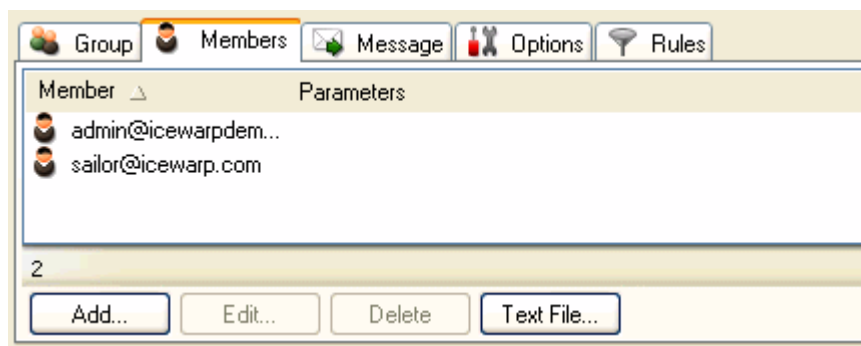 Group Members Message Options Rules
Member Parameters
admin@icewarpdem...
sailor@icewarp.com
2
Add... Edit... Delete Text File...